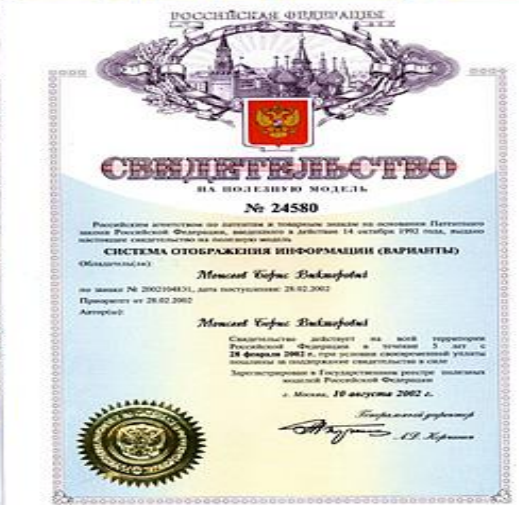 РОССИЙСКАЯ ФЕДЕРАЦИЯ
СВИДЕТЕЛЬСТВО
НА ПОЛЕЗНУЮ МОДЕЛЬ
№ 24580
Российским агентством по патентам и товарным знакам на основании Патентного
закона Российской Федерации, введенного в действие 14 октября 1992 года, выдано
настоящее свидетельство на полезную модель
СИСТЕМА ОТОБРАЖЕНИЯ ИНФОРМАЦИИ (ВАРИАНТЫ)
Обладатель(ли):
Моисеев Борис Викторович
по заявке № 2002104831, дата поступления: 28.02.2002
Приоритет от 28.02.2002
Автор(ы):
Моисеев Борис Викторович
Свидетельство действует на всей территории
Российской Федерации в течение 5 лет с
28 февраля 2002 г. при условии своевременной уплаты
пошлины за поддержание свидетельства в силе
Зарегистрирован в Государственном реестре полезных
моделей Российской Федерации
г. Москва, 10 августа 2002 г.
Генеральный директор
А.Д. Корчагин